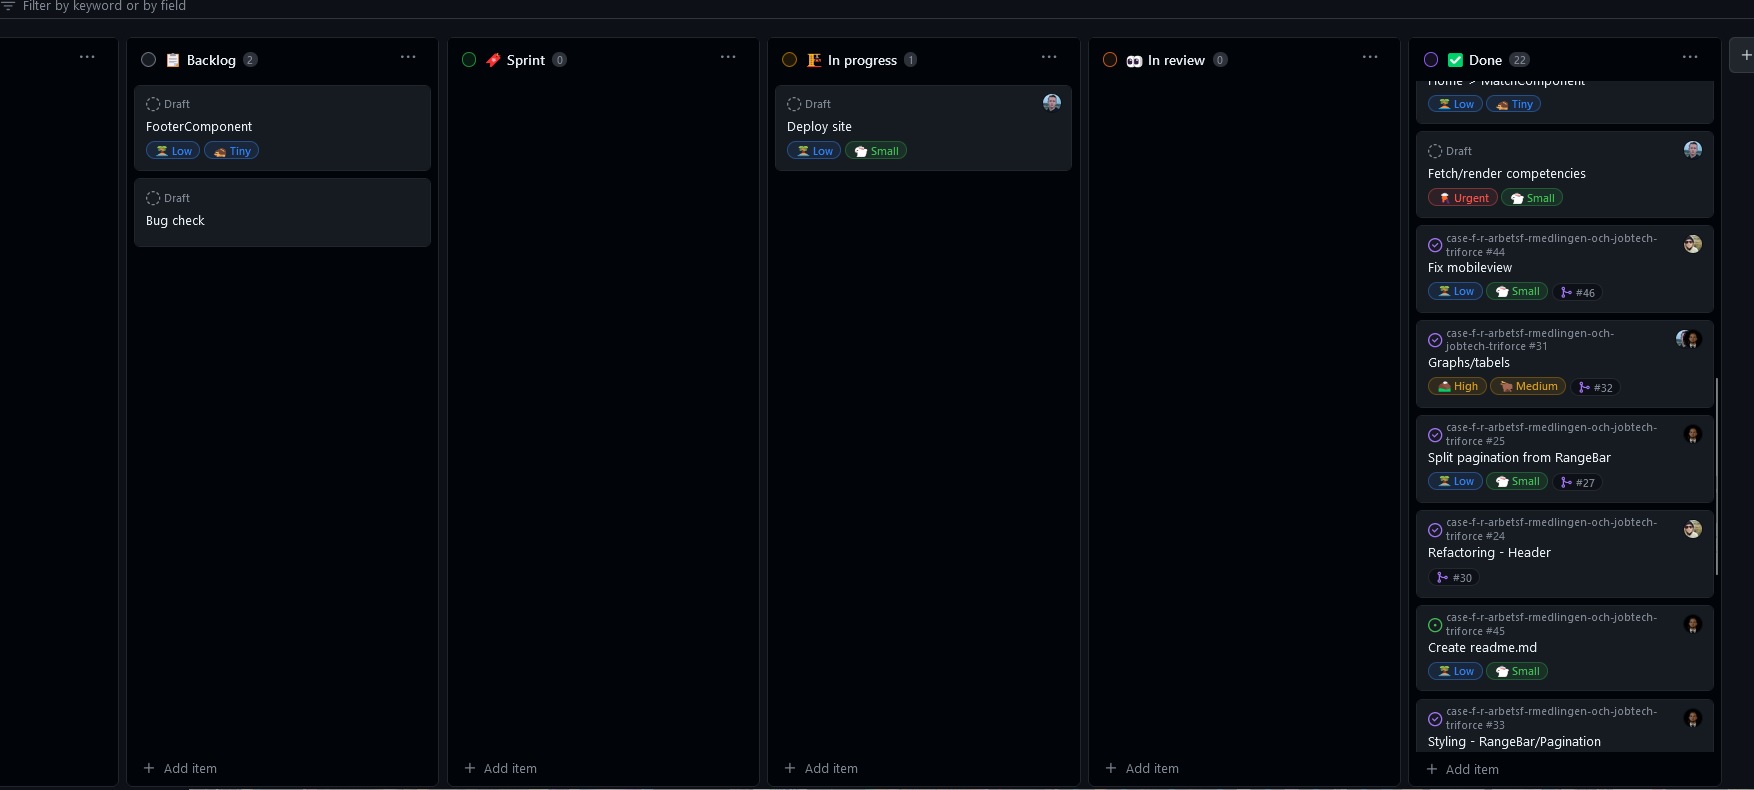 Filter by keyword or by field
Backlog 2
Draft
FooterComponent
Low Tiny
Draft
Bug check
Add item
Sprint 0
Add item
In progress 1
Draft
Deploy site
Low Small
Add item
In review 0
Add item
Done 22
Home > MatchComponent
Low Tiny
Draft
Fetch/render competencies
Urgent Small
case-f-r-arbetsf-rmedlingen-och-jobtech-
triforce #44
Fix mobileview
Low Small #46
case-f-r-arbetsf-rmedlingen-och-
jobtech-triforce #31
Graphs/tabels
High Medium #32
case-f-r-arbetsf-rmedlingen-och-jobtech-
triforce #25
Split pagination from RangeBar
Low Small #27
case-f-r-arbetsf-rmedlingen-och-jobtech-
triforce #24
Refactoring - Header
#30
case-f-r-arbetsf-rmedlingen-och-jobtech-
triforce #45
Create readme.md
Low Small
case-f-r-arbetsf-rmedlingen-och-jobtech-
triforce #33
Styling - RangeBar/Pagination
Add item